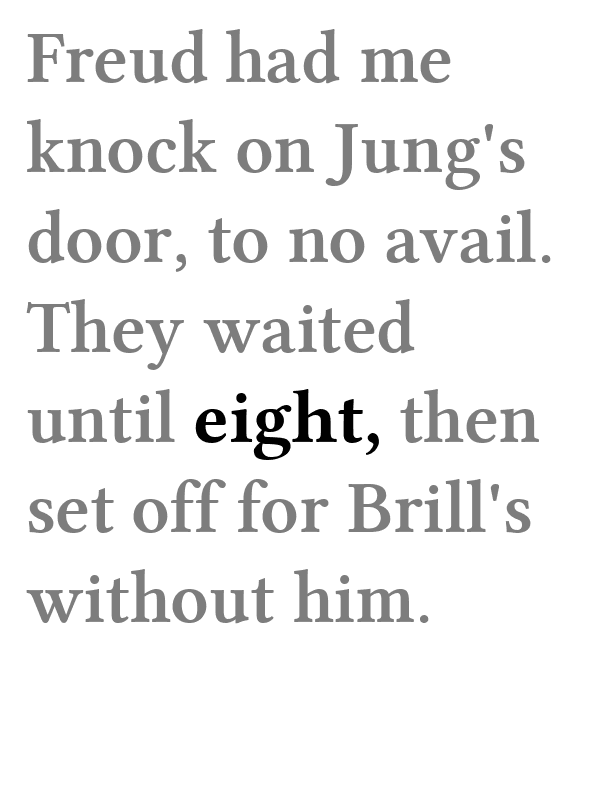 Freud had me
knock on Jung's
door, to no avail.
They waited
until eight, then
set off for Brill's
without him.